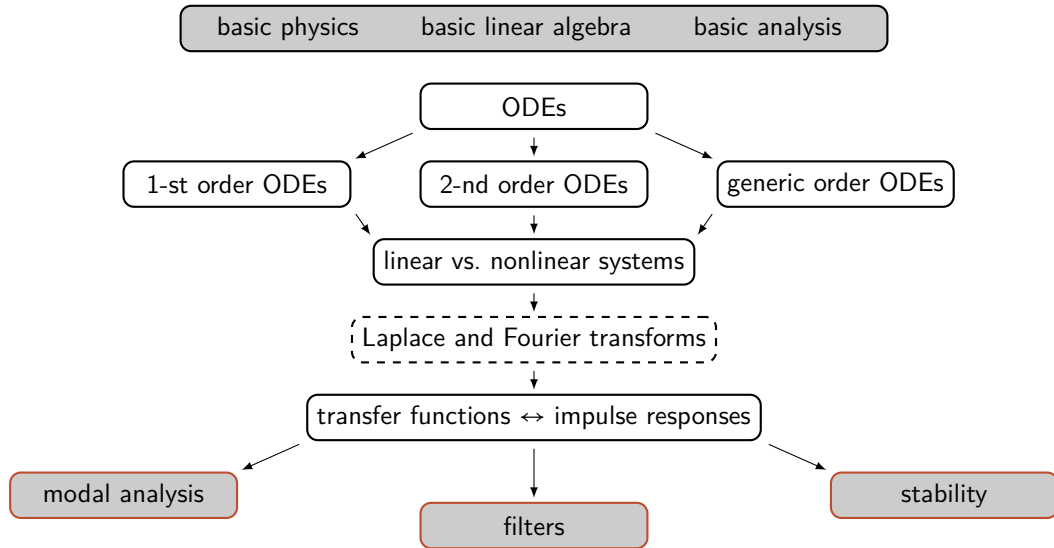 basic physics basic linear algebra basic analysis
ODEs
1-st order ODEs 2-nd order ODEs generic order ODEs
linear vs. nonlinear systems
Laplace and Fourier transforms
transfer functions ↔ impulse responses
modal analysis filters stability